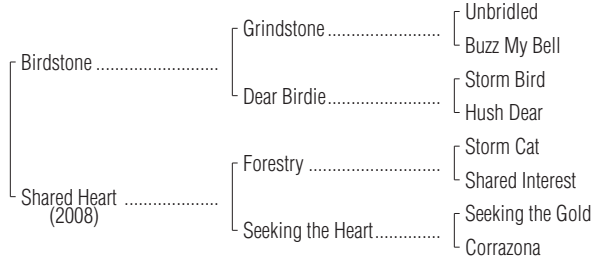 Unbridled
Grindstone ........................
Buzz My Bell
Birdstone ..........................
Storm Bird
Dear Birdie........................
Hush Dear
Storm Cat
Forestry ............................
Shared Interest
Shared Heart ....................
(2008)
Seeking the Gold
Seeking the Heart..............
Corrazona